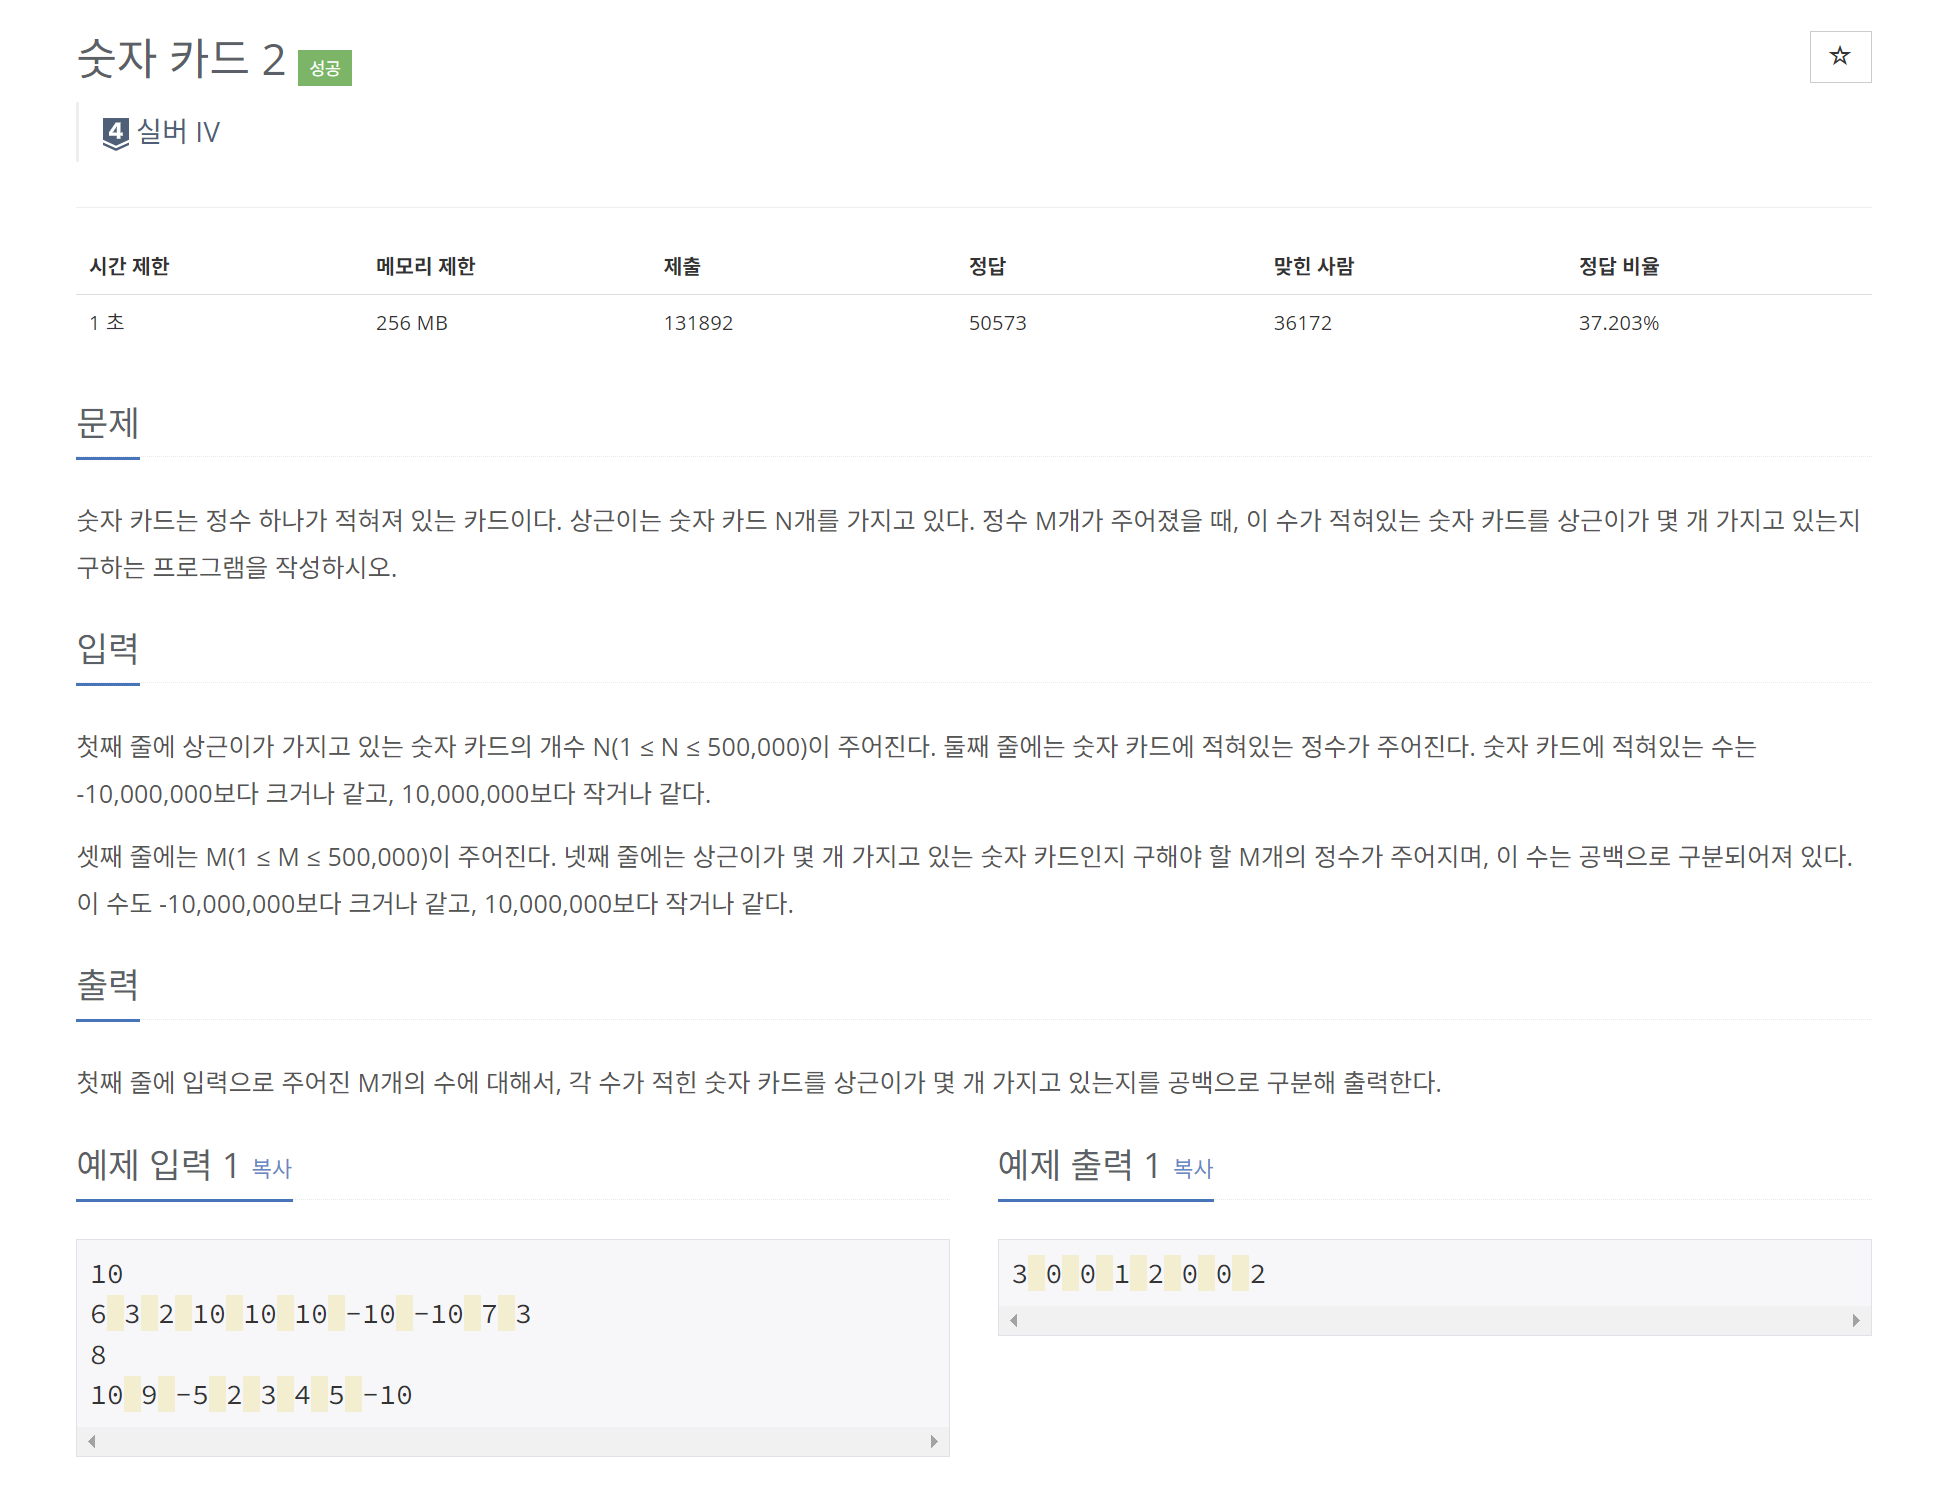 숫자 카드 2 성공
☆
4 실버 IV
시간 제한 메모리 제한 제출 정답 맞힌 사람 정답 비율
1 초 256 MB 131892 50573 36172 37.203%
문제
숫자 카드는 정수 하나가 적혀져 있는 카드이다. 상근이는 숫자 카드 N개를 가지고 있다. 정수 M개가 주어졌을 때, 이 수가 적혀있는 숫자 카드를 상근이가 몇 개 가지고 있는지
구하는 프로그램을 작성하시오.
입력
첫째 줄에 상근이가 가지고 있는 숫자 카드의 개수 N(1 ≤ N ≤ 500,000)이 주어진다. 둘째 줄에는 숫자 카드에 적혀있는 정수가 주어진다. 숫자 카드에 적혀있는 수는
-10,000,000보다 크거나 같고, 10,000,000보다 작거나 같다.
셋째 줄에는 M(1 ≤ M ≤ 500,000)이 주어진다. 넷째 줄에는 상근이가 몇 개 가지고 있는 숫자 카드인지 구해야 할 M개의 정수가 주어지며, 이 수는 공백으로 구분되어져 있다.
이 수도 -10,000,000보다 크거나 같고, 10,000,000보다 작거나 같다.
출력
첫째 줄에 입력으로 주어진 M개의 수에 대해서, 각 수가 적힌 숫자 카드를 상근이가 몇 개 가지고 있는지를 공백으로 구분해 출력한다.
예제 입력 1 복사
10
6 3 2 10 10 10 -10 -10 7 3
8
10 9 -5 2 3 4 5 -10
예제 출력 1 복사
3 0 0 1 2 0 0 2